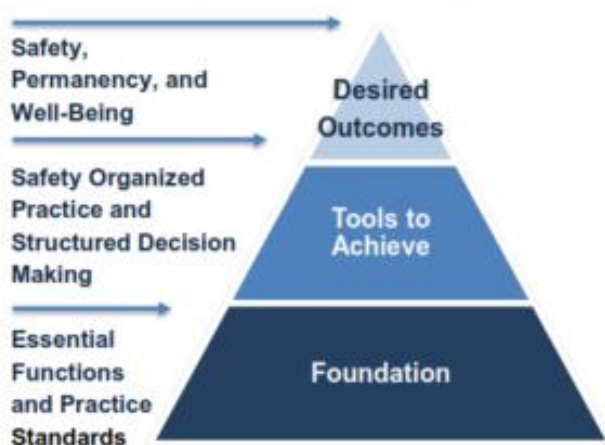 Safety,
Permanency, and
Well-Being
Desired
Outcomes
Safety Organized
Practice and
Structured Decision
Making
Tools to
Achieve
Essential
Functions
and Practice
Standards
Foundation